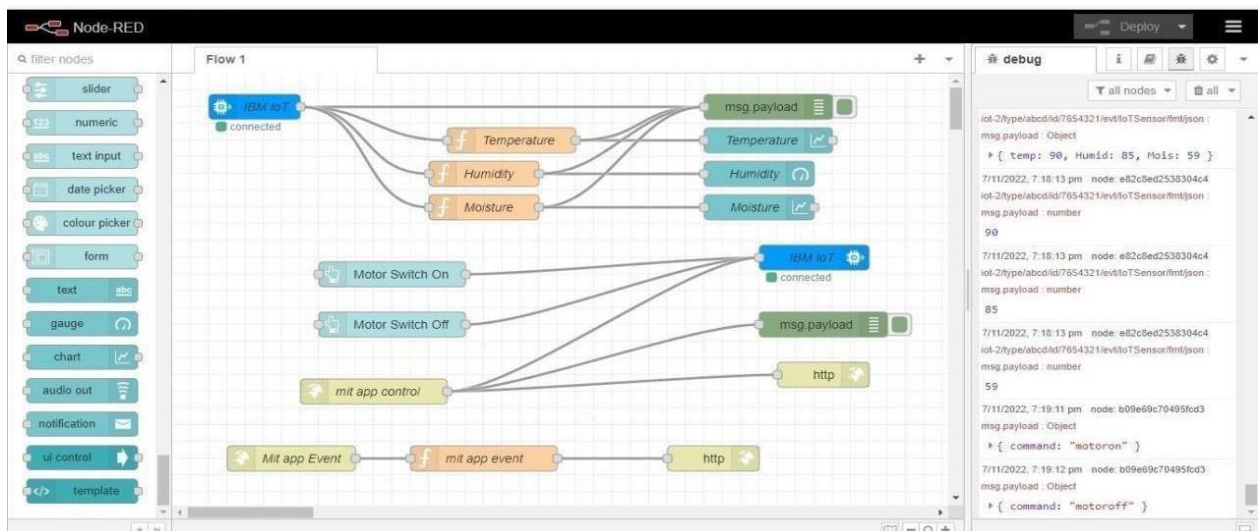 Node-RED
Deploy
filter nodes
slider
123 numeric
abc text input
date picker
colour picker
form
text abc
gauge
chart
audio out
notification
ui control
</> template
Flow 1
IBM IoT
connected
f Temperature
f Humidity
f Moisture
msg.payload
Temperature
Humidity
Moisture
Motor Switch On
Motor Switch Off
mit app control
IBM IoT
connected
msg.payload
http
Mit app Event
f mit app event
http
debug
i
all nodes
all
iot-2/type/abcd/id/7654321/evt/IoTSensor/fmt/json :
msg.payload : Object
{ temp: 90, Humid: 85, Mois: 59 }
7/11/2022, 7:18:13 pm node: e82c8ed2538304c4
iot-2/type/abcd/id/7654321/evt/IoTSensor/fmt/json :
msg.payload : number
90
7/11/2022, 7:18:13 pm node: e82c8ed2538304c4
iot-2/type/abcd/id/7654321/evt/IoTSensor/fmt/json :
msg.payload : number
85
7/11/2022, 7:18:13 pm node: e82c8ed2538304c4
iot-2/type/abcd/id/7654321/evt/IoTSensor/fmt/json :
msg.payload : number
59
7/11/2022, 7:19:11 pm node: b09e69c70495fcd3
msg.payload : Object
{ command: "motoron" }
7/11/2022, 7:19:12 pm node: b09e69c70495fcd3
msg.payload : Object
{ command: "motoroff" }